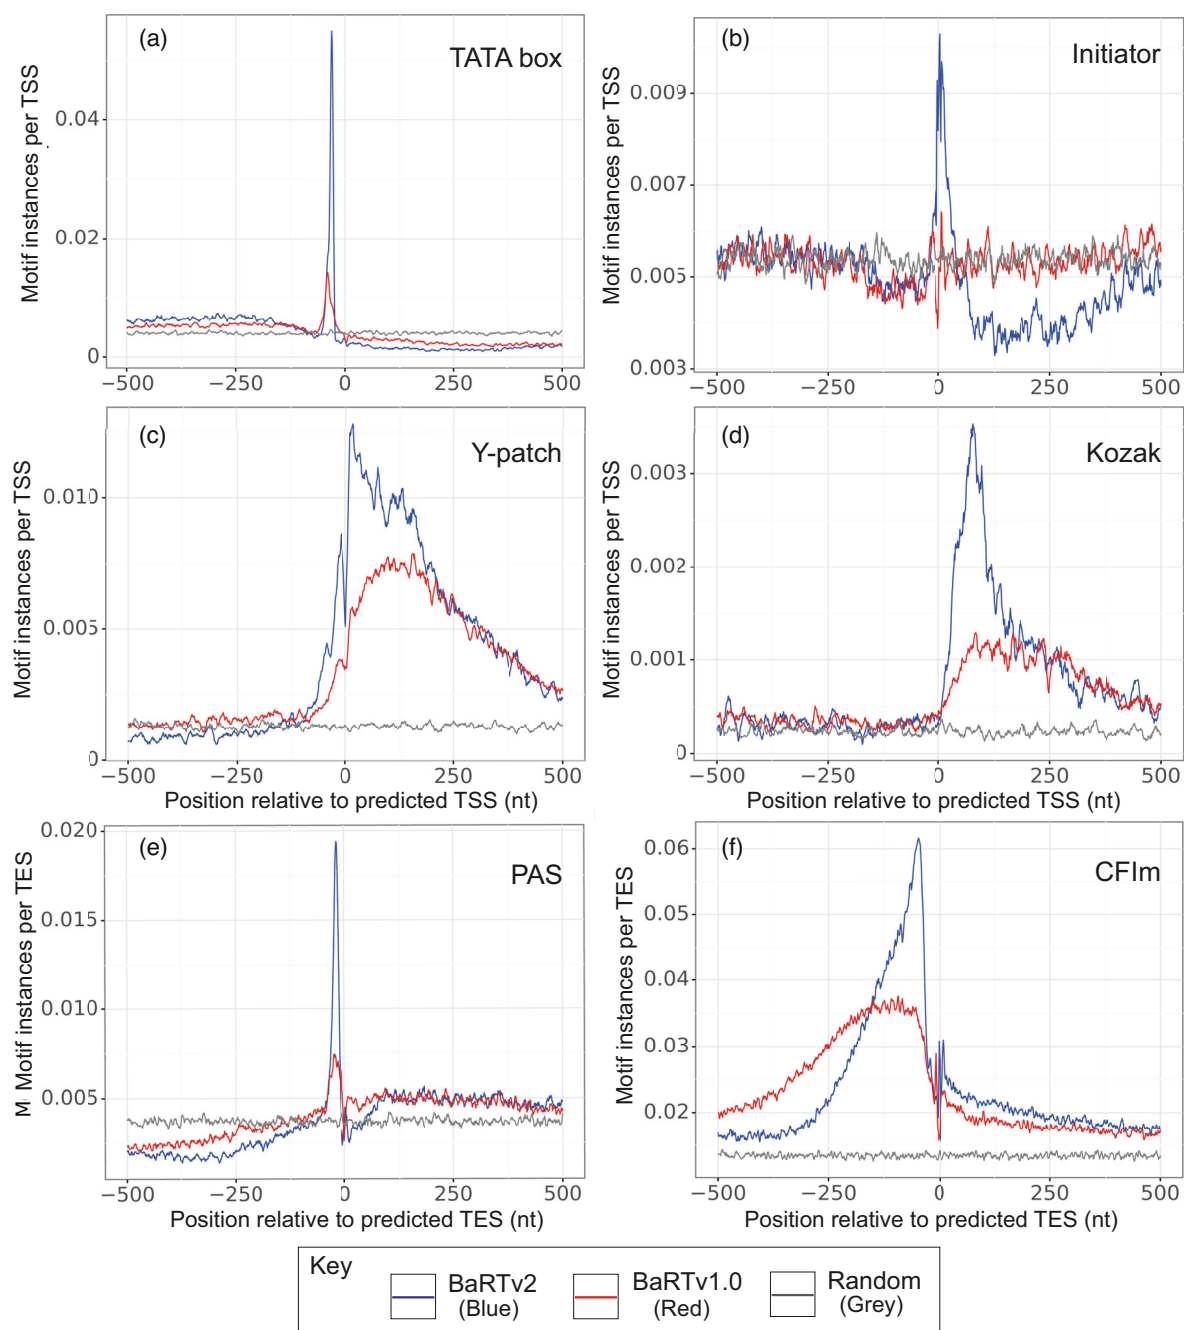 (a)
TATA box
Motif instances per TSS
0.04
0.02
0
−500
−250
0
250
500
(b)
Initiator
Motif instances per TSS
0.009
0.007
0.005
0.003
−500
−250
0
250
500
(c)
Y-patch
Motif instances per TSS
0.010
0.005
0
−500
−250
0
250
500
Position relative to predicted TSS (nt)
(d)
Kozak
Motif instances per TSS
0.003
0.002
0.001
0
−500
−250
0
250
500
Position relative to predicted TSS (nt)
(e)
PAS
M Motif instances per TES
0.020
0.015
0.010
0.005
−500
−250
0
250
500
Position relative to predicted TES (nt)
(f)
CFIm
Motif instances per TES
0.06
0.05
0.04
0.03
0.02
−500
−250
0
250
500
Position relative to predicted TES (nt)
Key
BaRTv2
(Blue)
BaRTv1.0
(Red)
Random
(Grey)